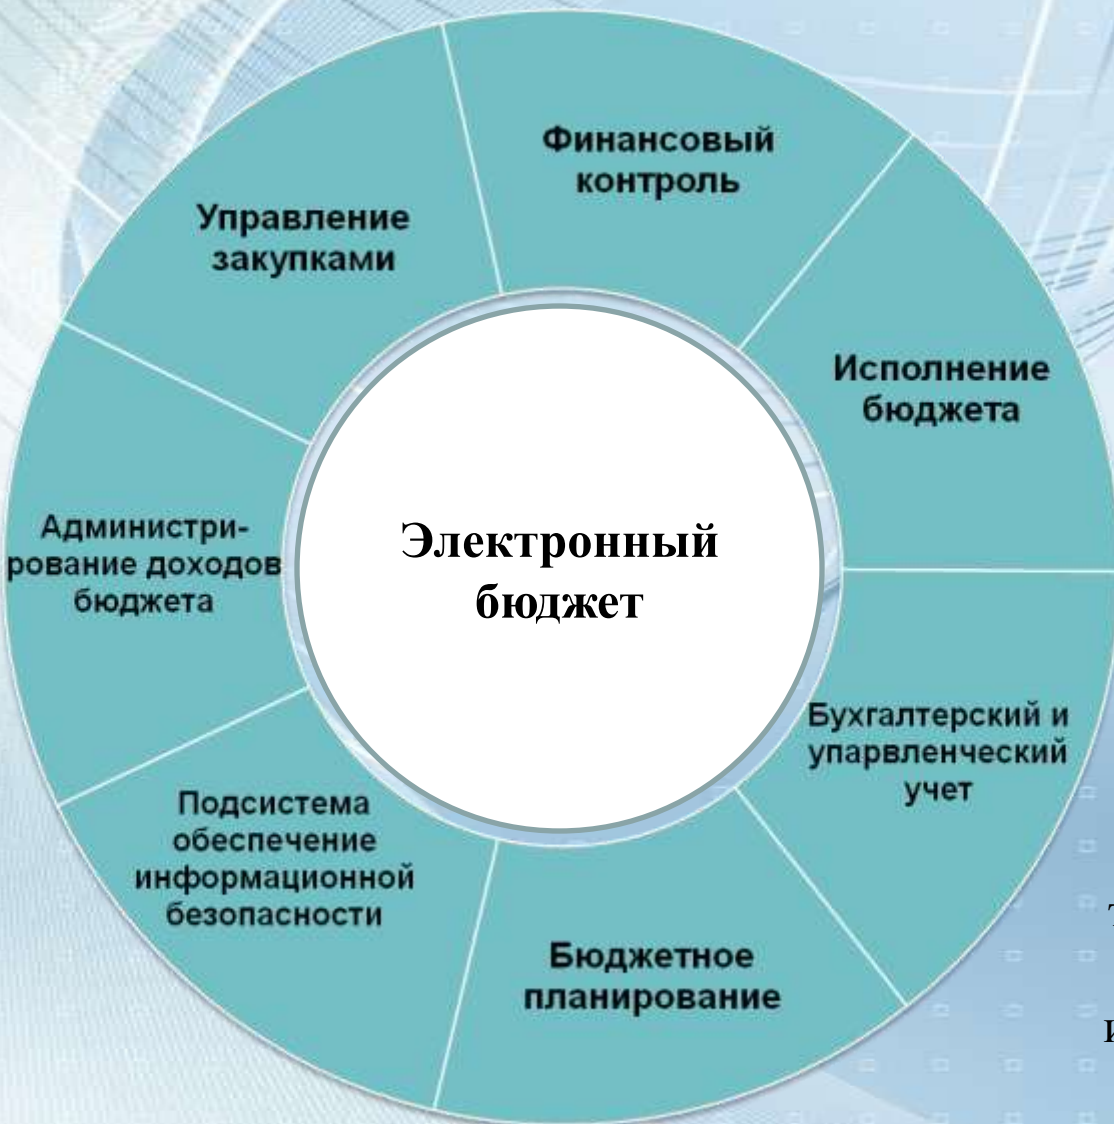 Финансовый
контроль
Управление
закупками
Исполнение
бюджета
Администри-
рование доходов
бюджета
Электронный
бюджет
Бухгалтерский и
упарвленческий
учет
Подсистема
обеспечение
информационной
безопасности
Бюджетное
планирование